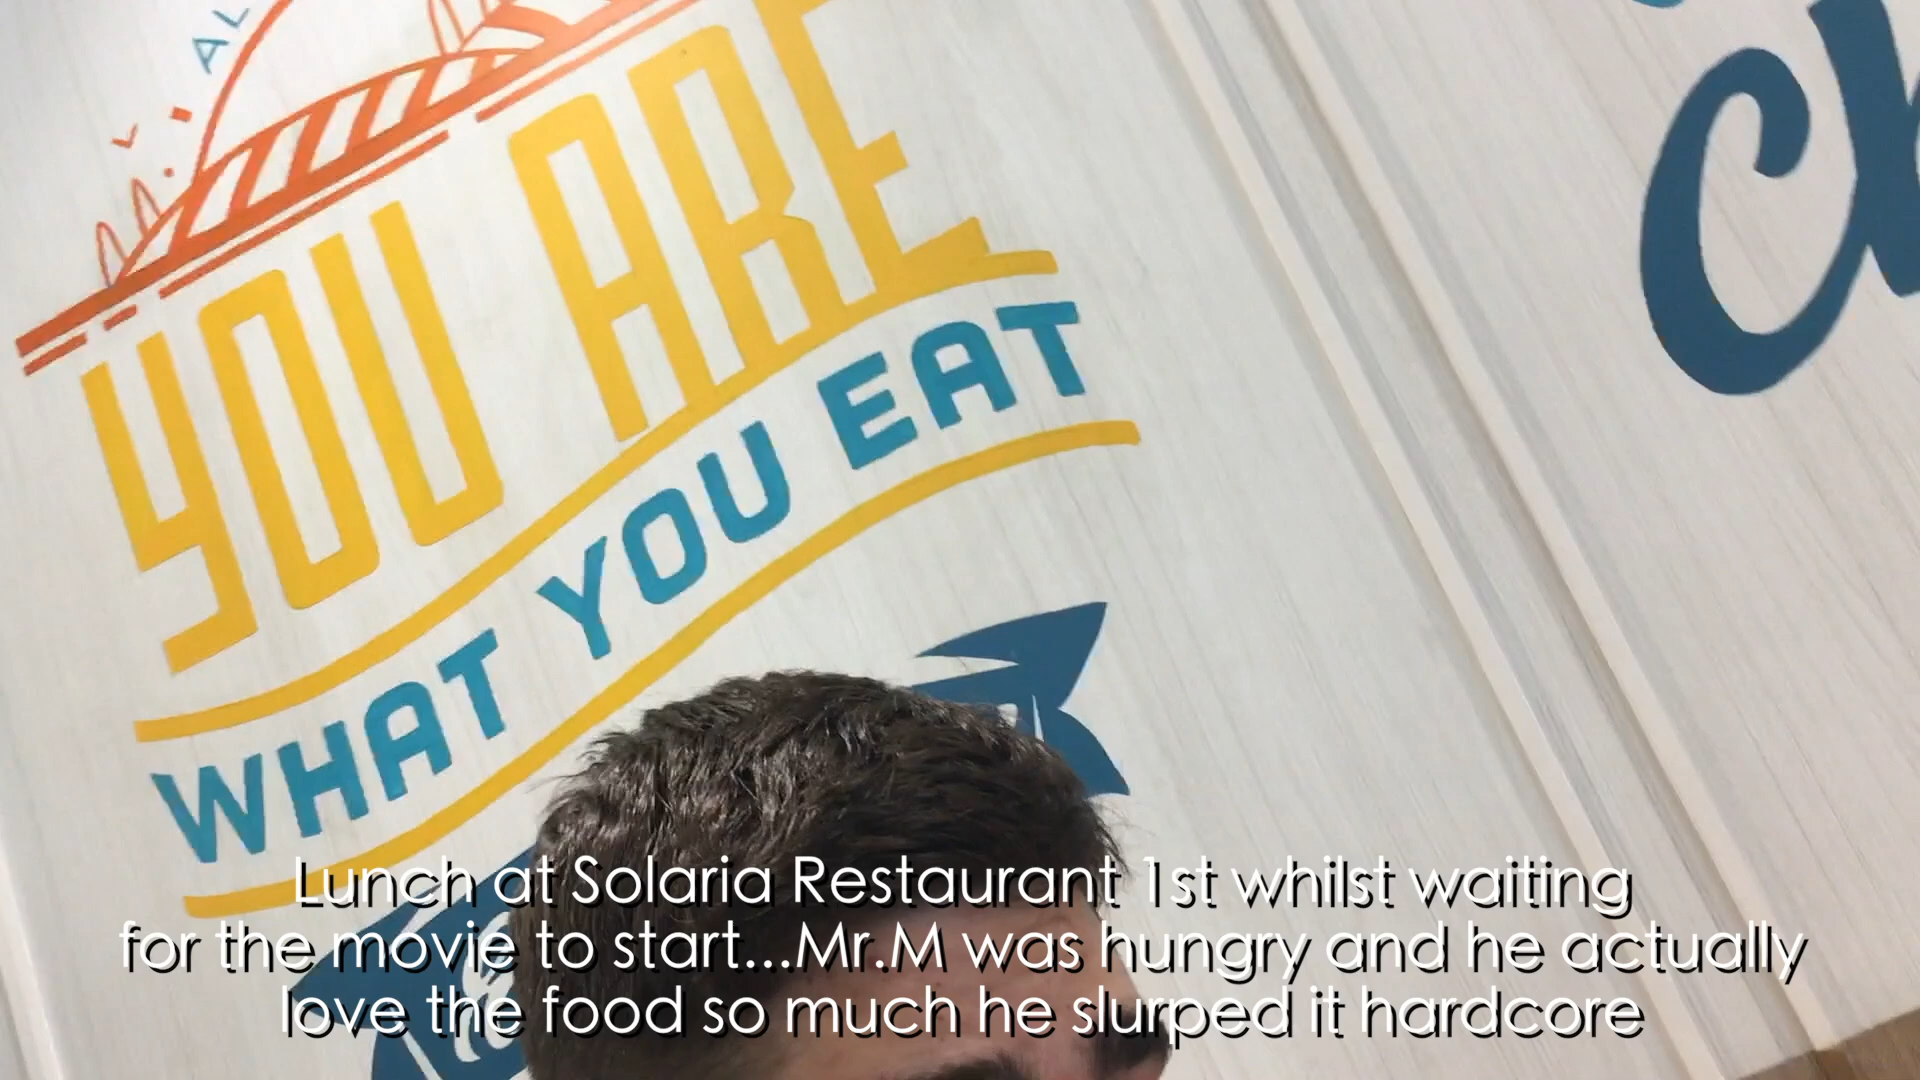 AL
YOU ARE
WHAT YOU EAT
Lunch at Solaria Restaurant 1st whilst waiting
for the movie to start...Mr.M was hungry and he actually
love the food so much he slurped it hardcore